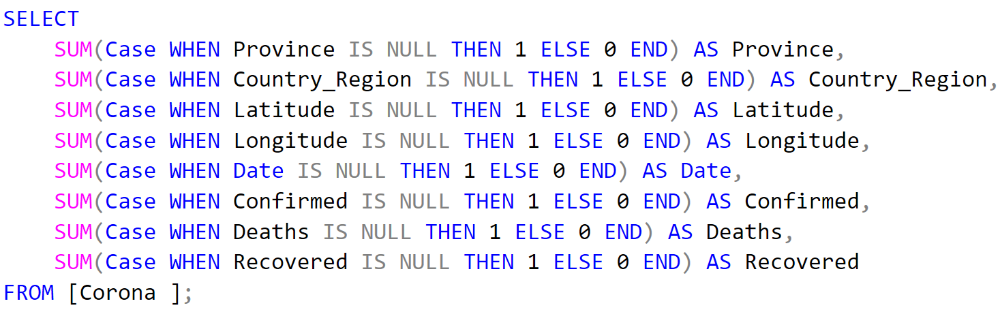 SELECT
    SUM(Case WHEN Province IS NULL THEN 1 ELSE 0 END) AS Province,
    SUM(Case WHEN Country_Region IS NULL THEN 1 ELSE 0 END) AS Country_Region,
    SUM(Case WHEN Latitude IS NULL THEN 1 ELSE 0 END) AS Latitude,
    SUM(Case WHEN Longitude IS NULL THEN 1 ELSE 0 END) AS Longitude,
    SUM(Case WHEN Date IS NULL THEN 1 ELSE 0 END) AS Date,
    SUM(Case WHEN Confirmed IS NULL THEN 1 ELSE 0 END) AS Confirmed,
    SUM(Case WHEN Deaths IS NULL THEN 1 ELSE 0 END) AS Deaths,
    SUM(Case WHEN Recovered IS NULL THEN 1 ELSE 0 END) AS Recovered
FROM [Corona ];